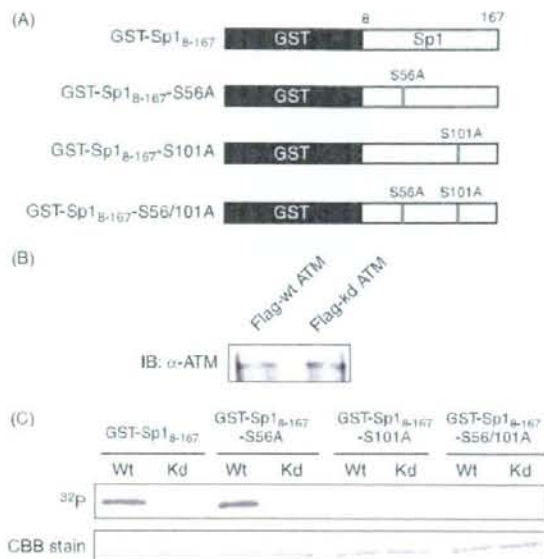 (A)
8 167
GST-Sp1₈₋₁₆₇ GST Sp1
S56A
GST-Sp1₈₋₁₆₇-S56A GST
S101A
GST-Sp1₈₋₁₆₇-S101A GST
S56A S101A
GST-Sp1₈₋₁₆₇-S56/101A GST
(B)
Flag-wt ATM Flag-kd ATM
IB: α-ATM
(C)
GST-Sp1₈₋₁₆₇ GST-Sp1₈₋₁₆₇ GST-Sp1₈₋₁₆₇ GST-Sp1₈₋₁₆₇
-S56A -S101A -S56/101A
Wt Kd Wt Kd Wt Kd Wt Kd
³²P
CBB stain